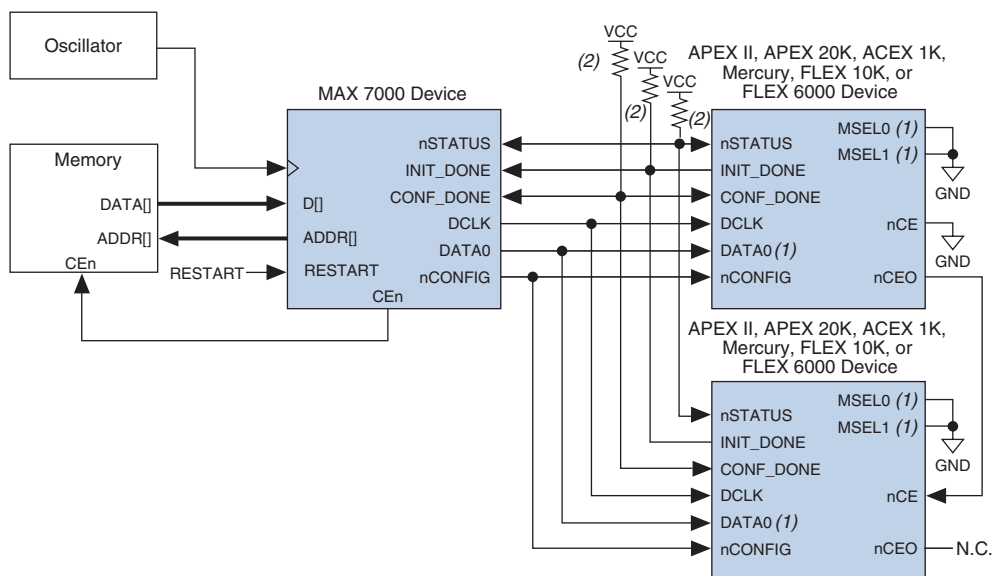 Oscillator
Memory
DATA[]
ADDR[]
CEn
RESTART
MAX 7000 Device
D[]
ADDR[]
RESTART
CEn
nSTATUS
INIT_DONE
CONF_DONE
DCLK
DATA0
nCONFIG
VCC
(2)
VCC
(2)
VCC
(2)
APEX II, APEX 20K, ACEX 1K,
Mercury, FLEX 10K, or
FLEX 6000 Device
nSTATUS
INIT_DONE
CONF_DONE
DCLK
DATA0 (1)
nCONFIG
MSEL0 (1)
MSEL1 (1)
GND
nCE
GND
nCEO
APEX II, APEX 20K, ACEX 1K,
Mercury, FLEX 10K, or
FLEX 6000 Device
nSTATUS
INIT_DONE
CONF_DONE
DCLK
DATA0 (1)
nCONFIG
MSEL0 (1)
MSEL1 (1)
GND
nCE
nCEO
N.C.